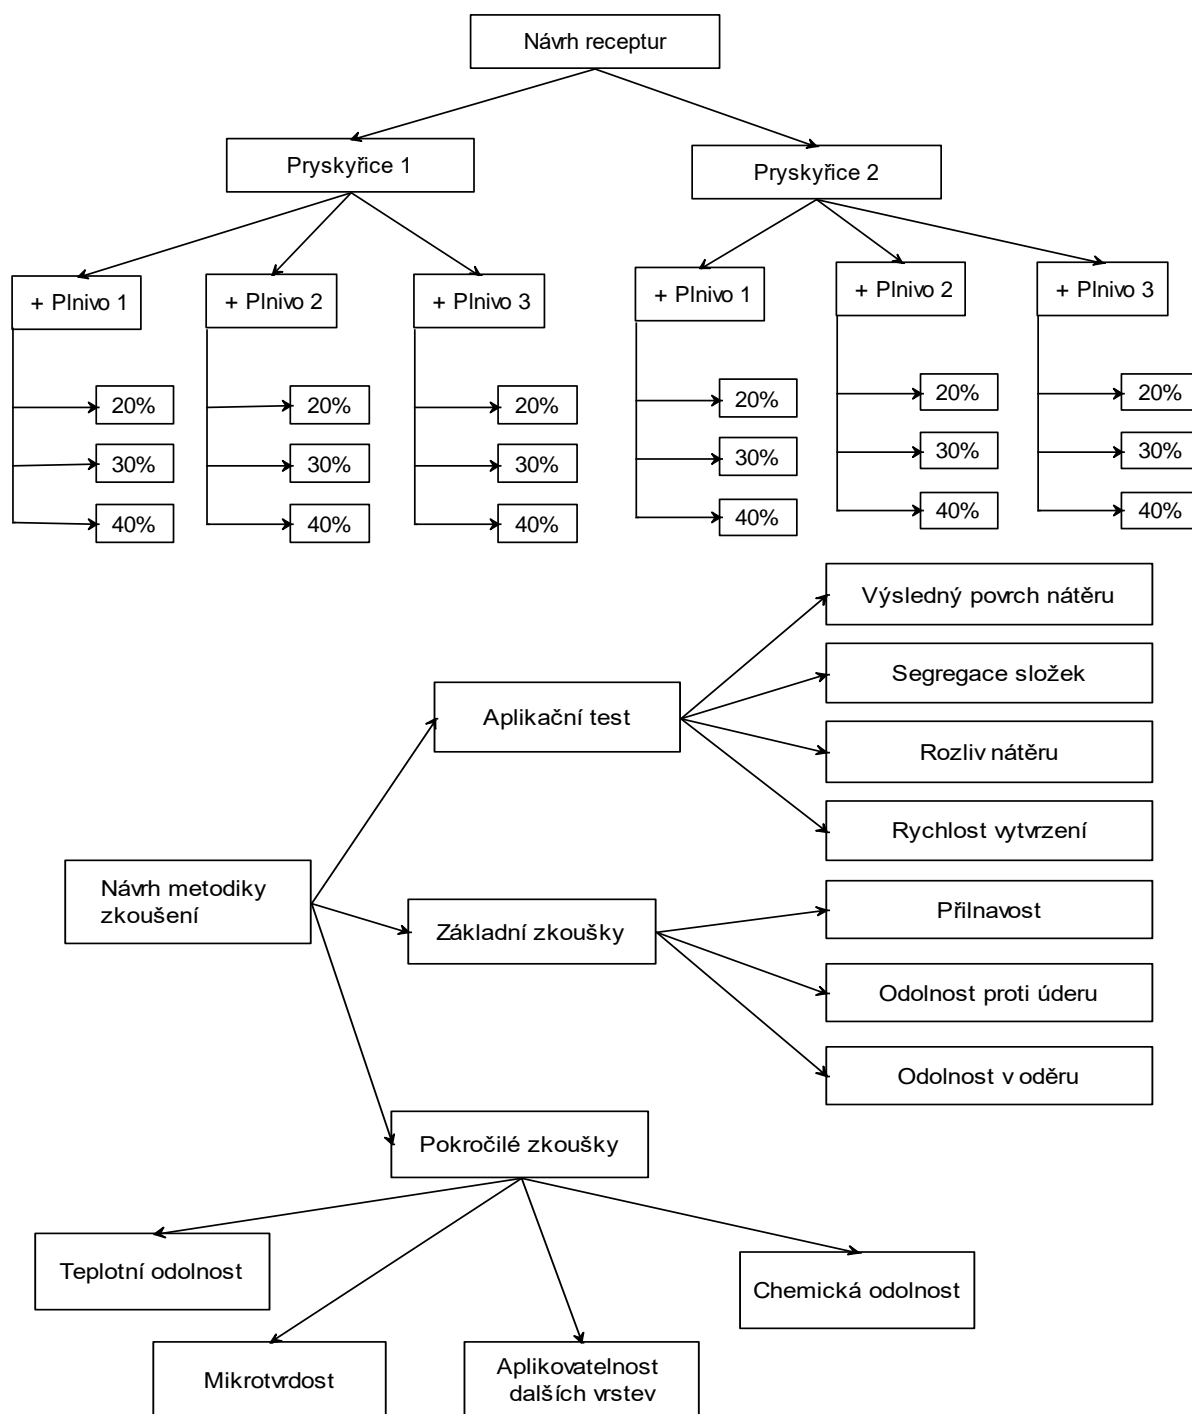 Návrh receptur
Pryskyřice 1
Pryskyřice 2
+ Plnivo 1
+ Plnivo 2
+ Plnivo 3
+ Plnivo 1
+ Plnivo 2
+ Plnivo 3
20%
30%
40%
20%
30%
40%
20%
30%
40%
20%
30%
40%
20%
30%
40%
20%
30%
40%
Návrh metodiky
zkoušení
Aplikační test
Výsledný povrch nátěru
Segregace složek
Rozliv nátěru
Rychlost vytvrzení
Základní zkoušky
Přilnavost
Odolnost proti úderu
Odolnost v oděru
Pokročilé zkoušky
Teplotní odolnost
Mikrotvrdost
Aplikovatelnost
dalších vrstev
Chemická odolnost